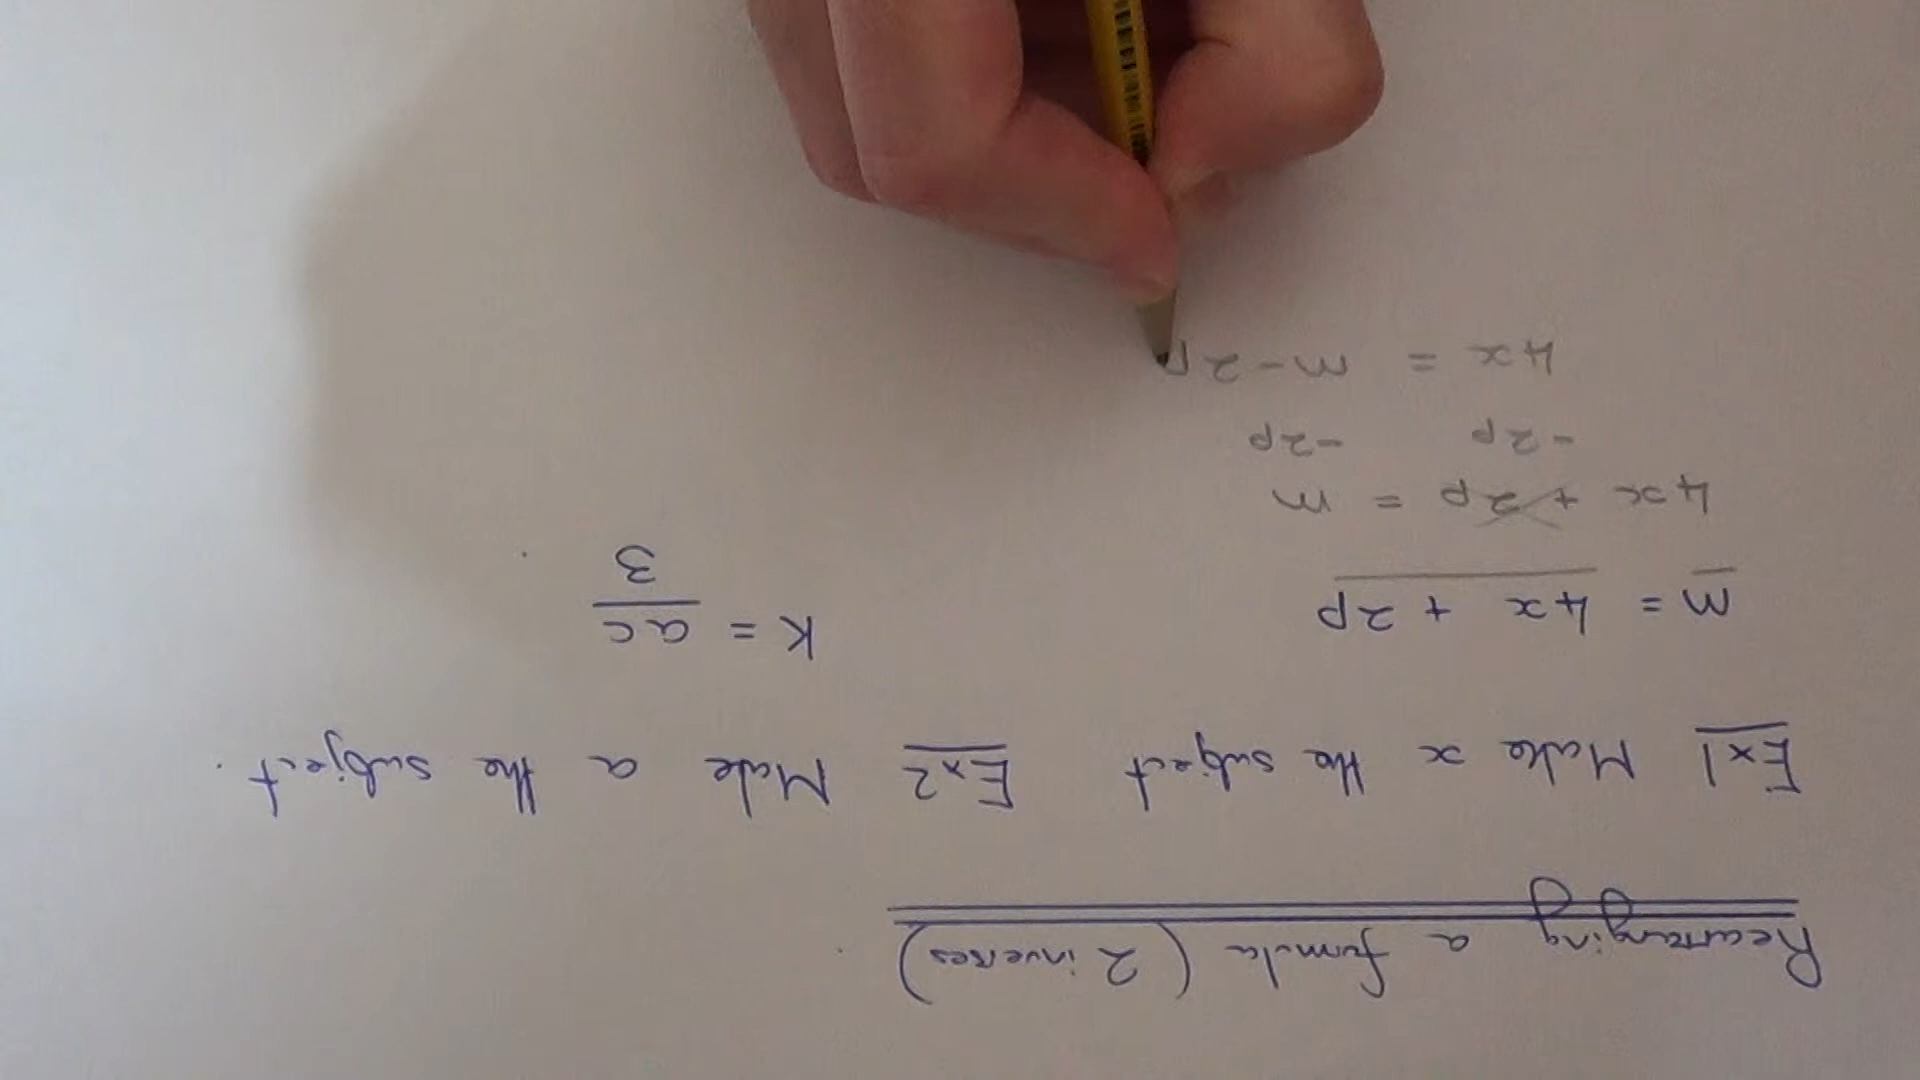 Rearranging a formula (2 inverses)
Ex1 Make x the subject
m = 4x + 2p
4x + 2p = m
-2p -2p
4x = m - 2p
Ex2 Make a the subject.
K = ac
3